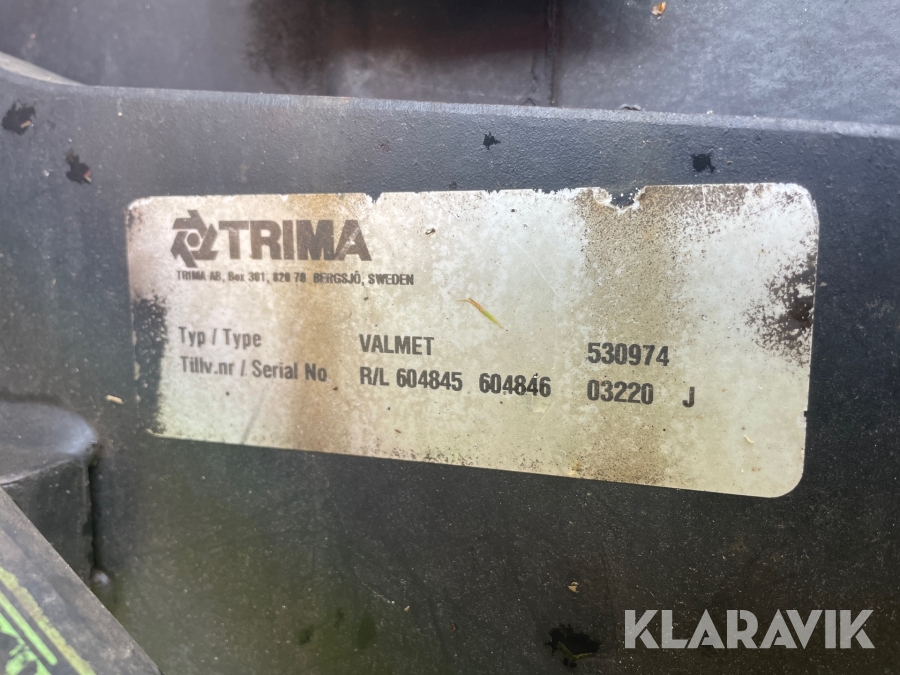 TRIMA
TRIMA AB, Box 301, 820 70 BERGSJÖ, SWEDEN
Typ / Type VALMET 530974
Tillv.nr / Serial No R/L 604845 604846 03220 J
KLARAVIK